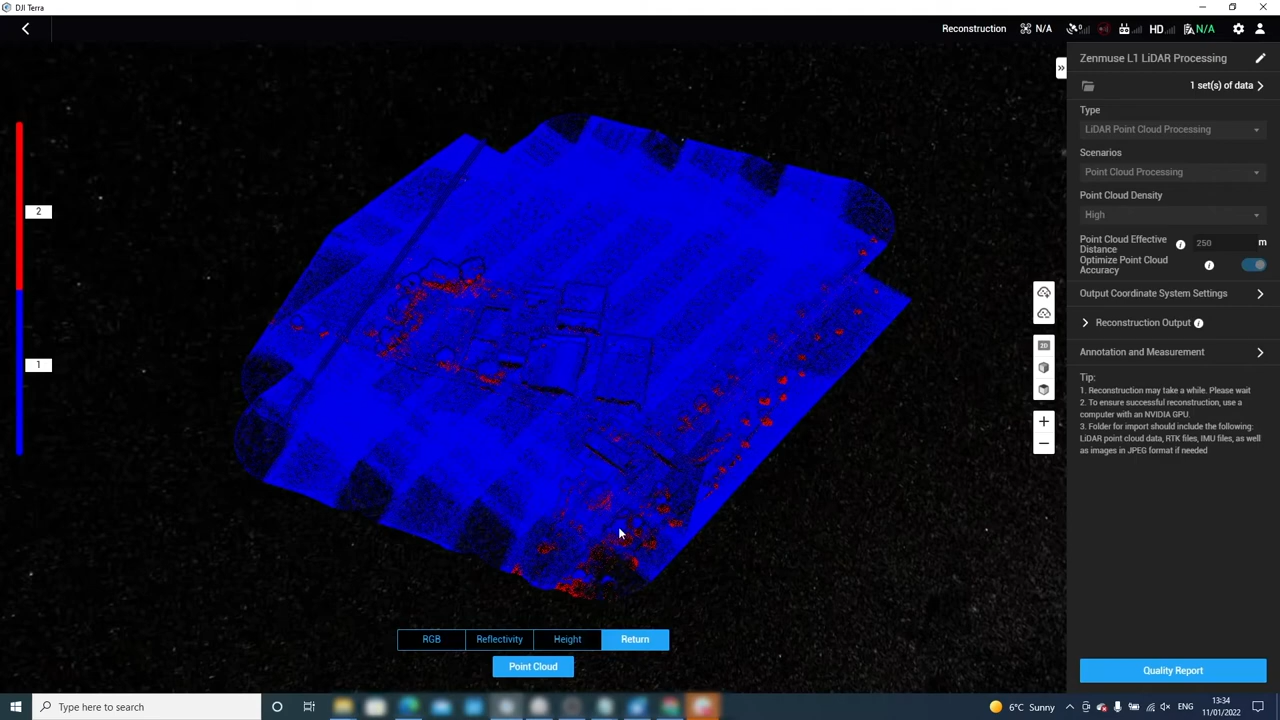 DJI Terra
Reconstruction
N/A
HD
N/A
Zenmuse L1 LiDAR Processing
1 set(s) of data
Type
LiDAR Point Cloud Processing
Scenarios
Point Cloud Processing
Point Cloud Density
High
Point Cloud Effective
Distance
250
m
Optimize Point Cloud
Accuracy
Output Coordinate System Settings
Reconstruction Output
Annotation and Measurement
Tip:
1. Reconstruction may take a while. Please wait
2. To ensure successful reconstruction, use a
computer with an NVIDIA GPU.
3. Folder for import should include the following:
LiDAR point cloud data, RTK files, IMU files, as well
as images in JPEG format if needed
Quality Report
2
1
2D
RGB
Reflectivity
Height
Return
Point Cloud
Type here to search
6°C Sunny
ENG
13:34
11/01/2022